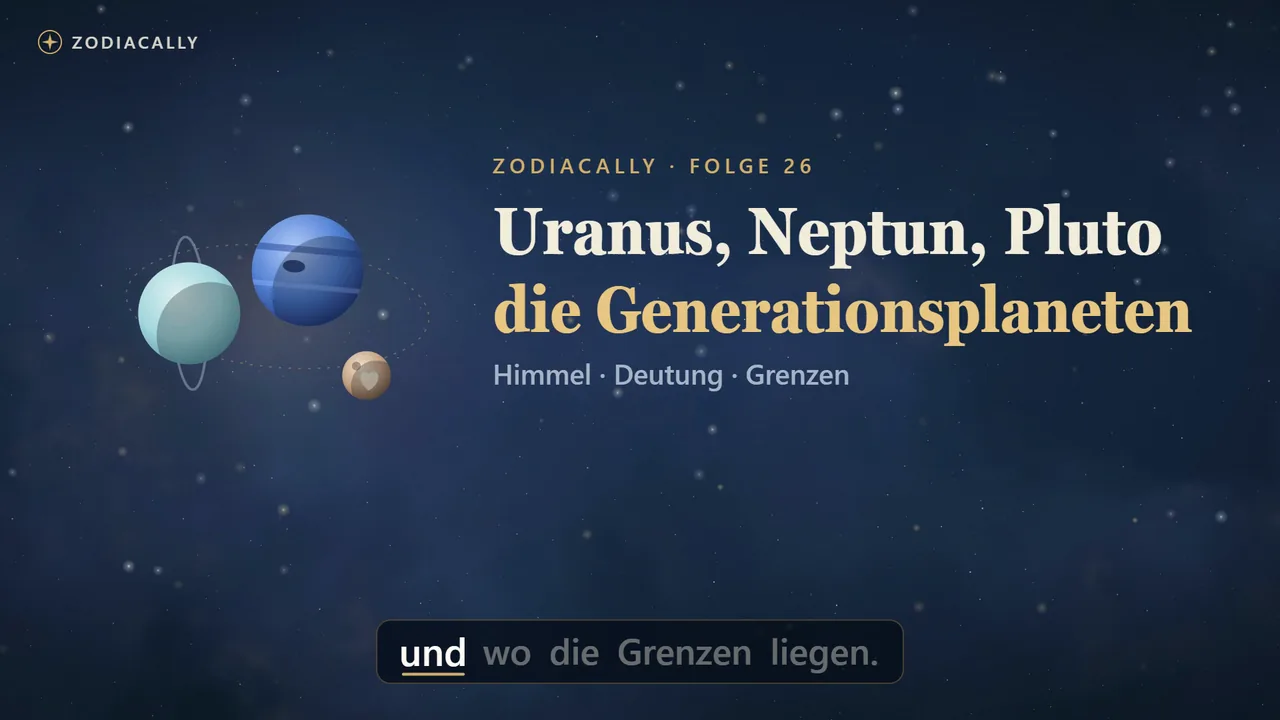 ZODIACALLY
ZODIACALLY · FOLGE 26
Uranus, Neptun, Pluto
die Generationsplaneten
Himmel · Deutung · Grenzen
und wo die Grenzen liegen.